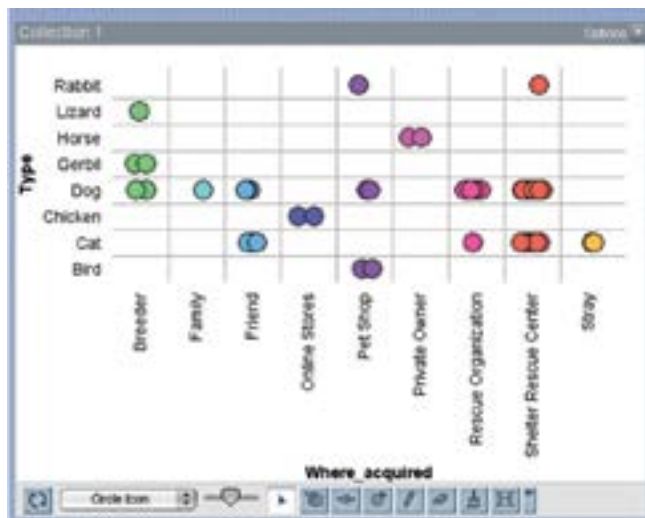 Collection 1
Options
Type
Rabbit
Lizard
Horse
Gerbil
Dog
Chicken
Cat
Bird
Breeder
Family
Friend
Online Stores
Pet Shop
Private Owner
Rescue Organization
Shelter Rescue Center
Stray
Where_acquired
Circle Icon